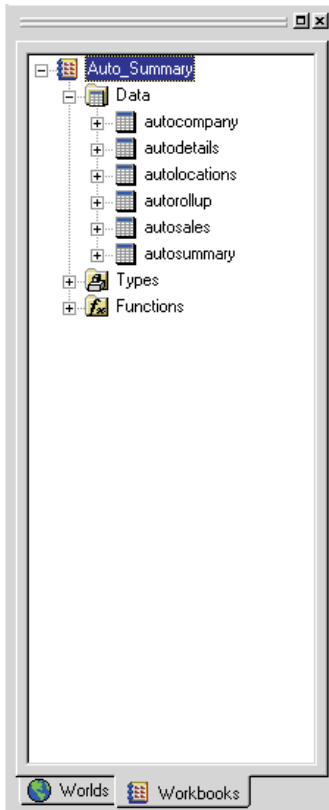 Auto_Summary
Data
autocompany
autodetails
autolocations
autorollup
autosales
autosummary
Types
Functions
Worlds Workbooks